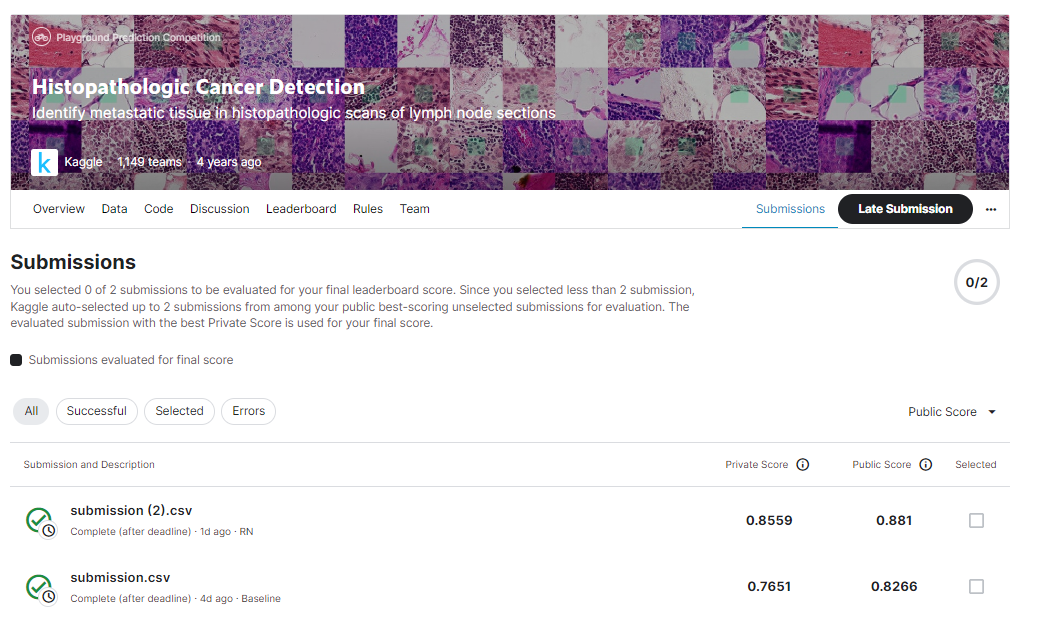 Playground Prediction Competition
Histopathologic Cancer Detection
Identify metastatic tissue in histopathologic scans of lymph node sections
k Kaggle 1,149 teams · 4 years ago
Overview Data Code Discussion Leaderboard Rules Team Submissions Late Submission ...
Submissions
You selected 0 of 2 submissions to be evaluated for your final leaderboard score. Since you selected less than 2 submission,
Kaggle auto-selected up to 2 submissions from among your public best-scoring unselected submissions for evaluation. The
evaluated submission with the best Private Score is used for your final score.
0/2
Submissions evaluated for final score
All Successful Selected Errors Public Score
Submission and Description Private Score Public Score Selected
submission (2).csv 0.8559 0.881
Complete (after deadline) · 1d ago · RN
submission.csv 0.7651 0.8266
Complete (after deadline) · 4d ago · Baseline